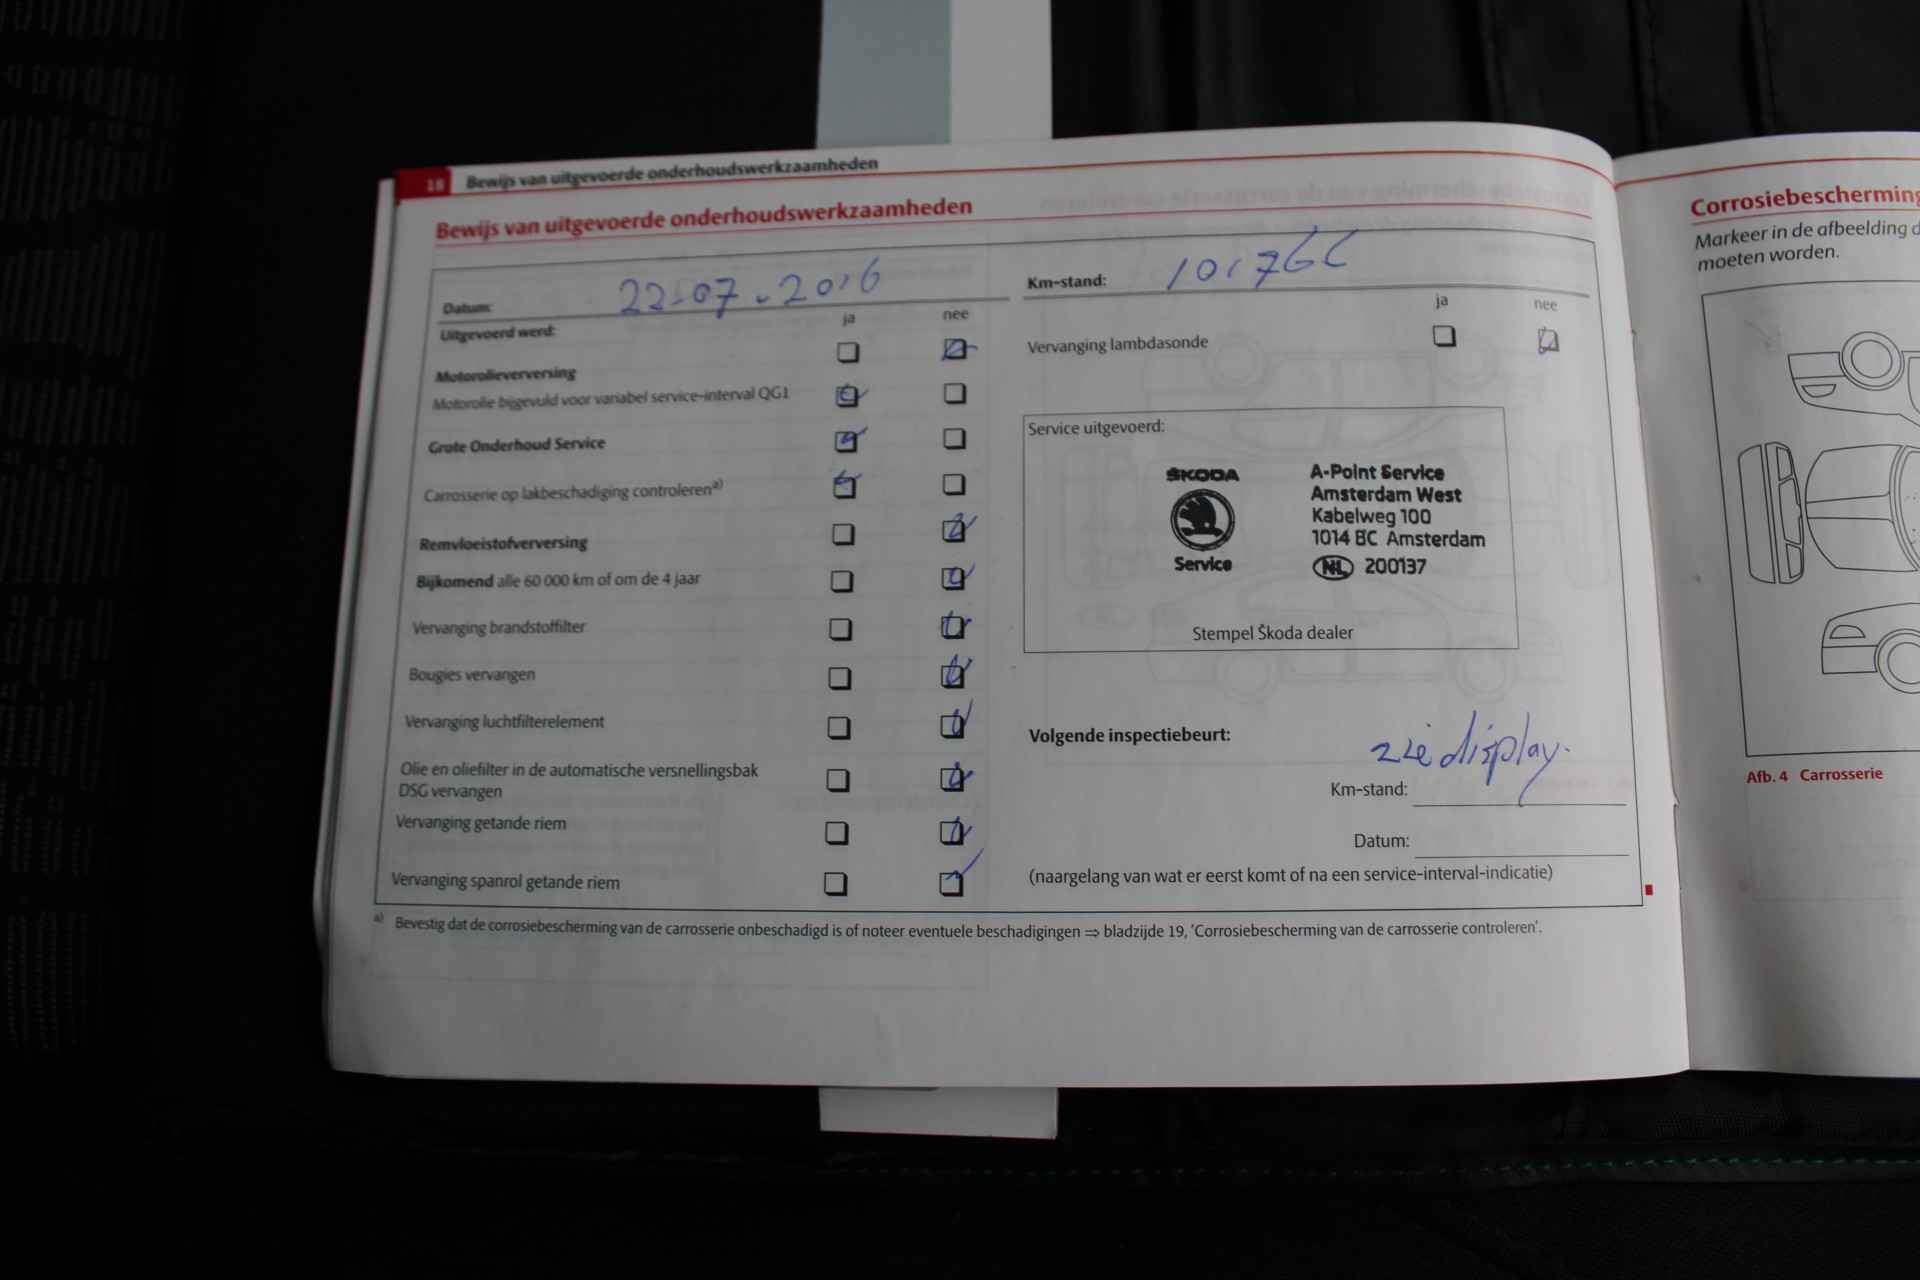 18 Bewijs van uitgevoerde onderhoudswerkzaamheden
Bewijs van uitgevoerde onderhoudswerkzaamheden
Datum: 22-07-2016
Uitgevoerd werd:
ja nee
Motorolieverversing
Motorolie bijgevuld voor variabel service-interval QG1
Grote Onderhoud Service
Carrosserie op lakbeschadiging controleren a)
Remvloeistofverversing
Bijkomend alle 60 000 km of om de 4 jaar
Vervanging brandstoffilter
Bougies vervangen
Vervanging luchtfilterelement
Olie en oliefilter in de automatische versnellingsbak
DSG vervangen
Vervanging getande riem
Vervanging spanrol getande riem
Km-stand:
ja nee
Vervanging lambdasonde
Service uitgevoerd:
ŠKODA
Service
A-Point Service
Amsterdam West
Kabelweg 100
1014 BC Amsterdam
NL 200137
Stempel Škoda dealer
Volgende inspectiebeurt:
zie display.
Km-stand:
Datum:
(naargelang van wat er eerst komt of na een service-interval-indicatie)
a) Bevestig dat de corrosiebescherming van de carrosserie onbeschadigd is of noteer eventuele beschadigingen ⇒ bladzijde 19, 'Corrosiebescherming van de carrosserie controleren'.
Corrosiebescherming
Markeer in de afbeelding d
moeten worden.
Afb. 4 Carrosserie